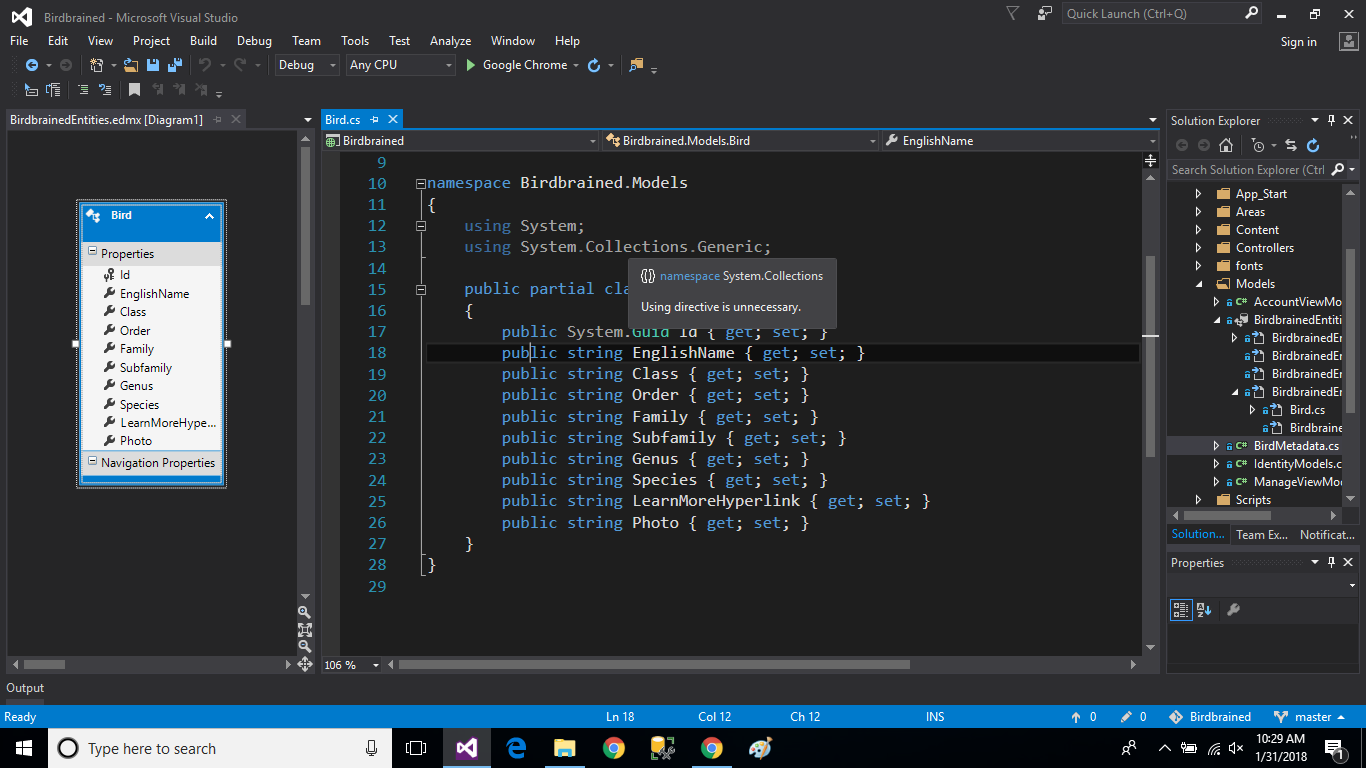 Birdbrained - Microsoft Visual Studio
Quick Launch (Ctrl+Q)
File Edit View Project Build Debug Team Tools Test Analyze Window Help
Sign in
Debug Any CPU Google Chrome
BirdbrainedEntities.edmx [Diagram1]
Bird
Properties
Id
EnglishName
Class
Order
Family
Subfamily
Genus
Species
LearnMoreHype...
Photo
Navigation Properties
Bird.cs
Birdbrained Birdbrained.Models.Bird EnglishName
9
10 namespace Birdbrained.Models
11 {
12 using System;
13 using System.Collections.Generic;
14
15 public partial cla
16 {
17 public System.Guid Id { get; set; }
18 public string EnglishName { get; set; }
19 public string Class { get; set; }
20 public string Order { get; set; }
21 public string Family { get; set; }
22 public string Subfamily { get; set; }
23 public string Genus { get; set; }
24 public string Species { get; set; }
25 public string LearnMoreHyperlink { get; set; }
26 public string Photo { get; set; }
27 }
28 }
29
{} namespace System.Collections
Using directive is unnecessary.
106 %
Solution Explorer
Search Solution Explorer (Ctrl
App_Start
Areas
Content
Controllers
fonts
Models
C# AccountViewMo
BirdbrainedEntiti
BirdbrainedEn
BirdbrainedEn
BirdbrainedEn
BirdbrainedEn
Bird.cs
Birdbraine
C# BirdMetadata.cs
C# IdentityModels.c
C# ManageViewMod
Scripts
Solution... Team Ex... Notificat...
Properties
Output
Ready Ln 18 Col 12 Ch 12 INS 0 0 Birdbrained master
Type here to search
10:29 AM
1/31/2018
1